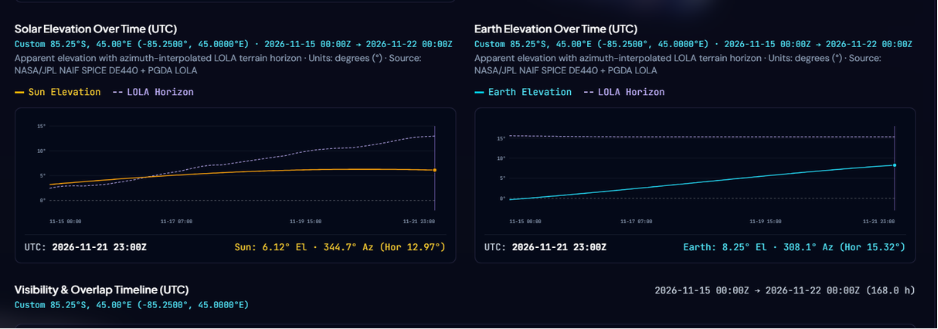 Solar Elevation Over Time (UTC)
Custom 85.25°S, 45.00°E (-85.2500°, 45.0000°E) · 2026-11-15 00:00Z → 2026-11-22 00:00Z
Apparent elevation with azimuth-interpolated LOLA terrain horizon · Units: degrees (°) · Source:
NASA/JPL NAIF SPICE DE440 + PGDA LOLA
Sun Elevation -- LOLA Horizon
15°
10°
5°
0°
11-15 00:00 11-17 07:00 11-19 15:00 11-21 23:00
UTC: 2026-11-21 23:00Z Sun: 6.12° El · 344.7° Az (Hor 12.97°)
Earth Elevation Over Time (UTC)
Custom 85.25°S, 45.00°E (-85.2500°, 45.0000°E) · 2026-11-15 00:00Z → 2026-11-22 00:00Z
Apparent elevation with azimuth-interpolated LOLA terrain horizon · Units: degrees (°) · Source:
NASA/JPL NAIF SPICE DE440 + PGDA LOLA
Earth Elevation -- LOLA Horizon
15°
10°
5°
0°
11-15 00:00 11-17 07:00 11-19 15:00 11-21 23:00
UTC: 2026-11-21 23:00Z Earth: 8.25° El · 308.1° Az (Hor 15.32°)
Visibility & Overlap Timeline (UTC) 2026-11-15 00:00Z → 2026-11-22 00:00Z (168.0 h)
Custom 85.25°S, 45.00°E (-85.2500°, 45.0000°E)